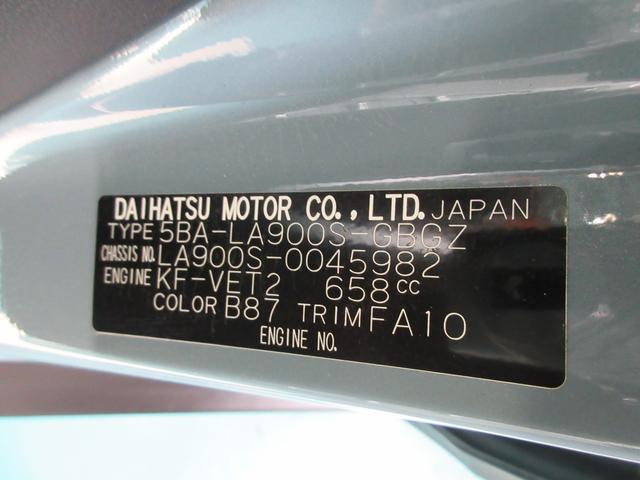 DAIHATSU MOTOR CO., LTD. JAPAN
TYPE 5BA-LA900S-GBGZ
CHASSIS NO. LA900S-0045982
ENGINE KF-VET2 658cc
COLOR B87 TRIM FA10
ENGINE NO.